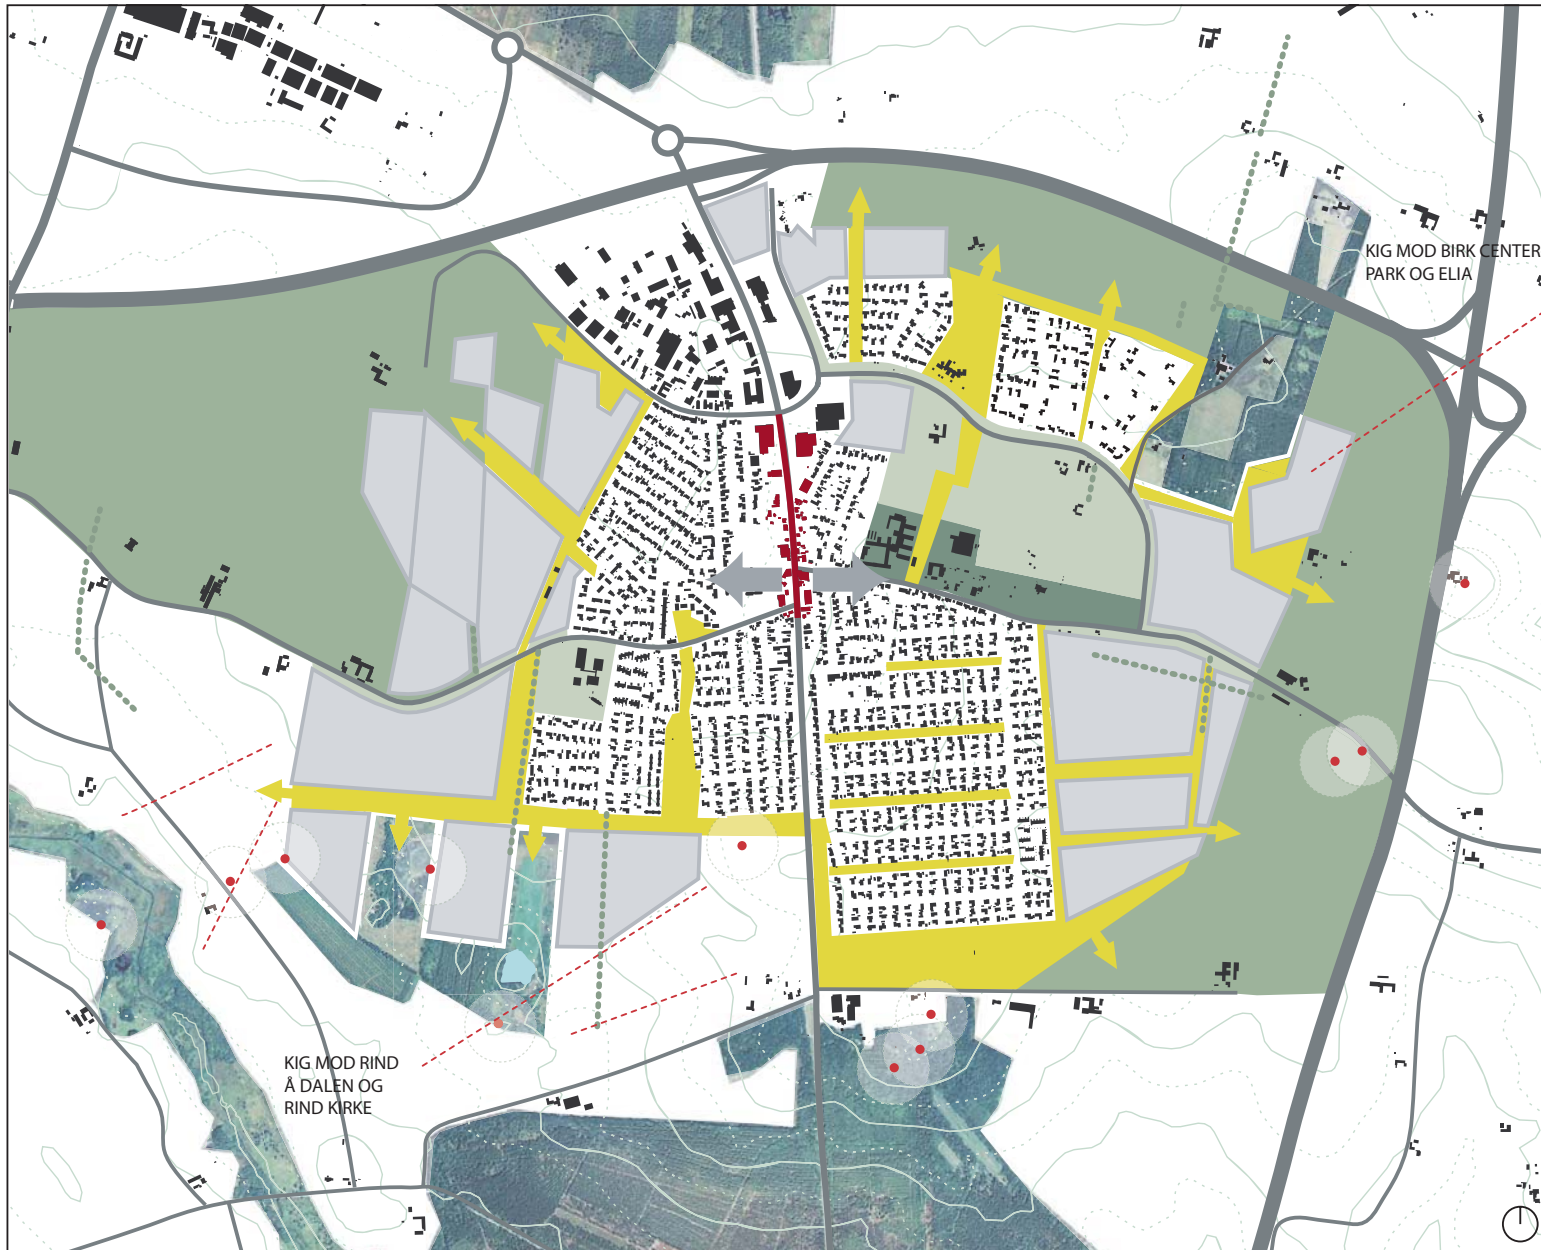 KIG MOD BIRK CENTER
PARK OG ELIA
KIG MOD RIND
Å DALEN OG
RIND KIRKE